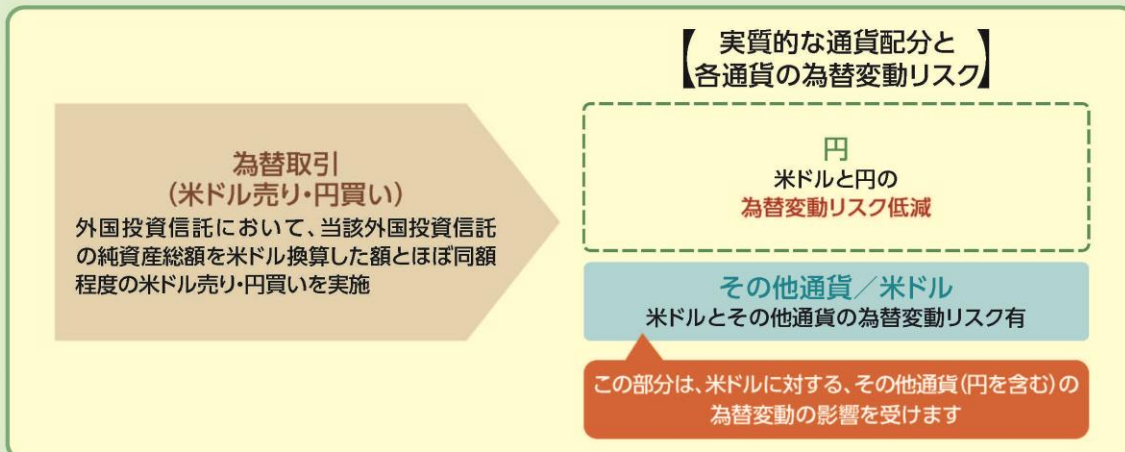 【実質的な通貨配分と
各通貨の為替変動リスク】
為替取引
(米ドル売り・円買い)
外国投資信託において、当該外国投資信託
の純資産総額を米ドル換算した額とほぼ同額
程度の米ドル売り・円買いを実施
円
米ドルと円の
為替変動リスク低減
その他通貨／米ドル
米ドルとその他通貨の為替変動リスク有
この部分は、米ドルに対する、その他通貨(円を含む)の
為替変動の影響を受けます